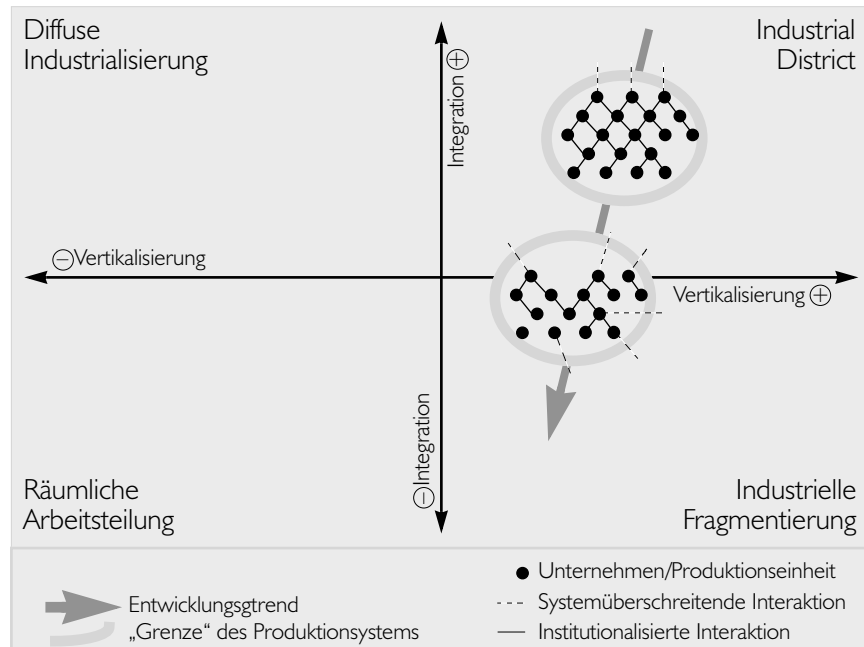 Diffuse
Industrialisierung
Industrial
District
Integration ⊕
⊖Vertikalisierung
Vertikalisierung ⊕
⊖Integration
Räumliche
Arbeitsteilung
Industrielle
Fragmentierung
Entwicklungsgtrend
„Grenze“ des Produktionsystems
Unternehmen/Produktionseinheit
Systemüberschreitende Interaktion
Institutionalisierte Interaktion